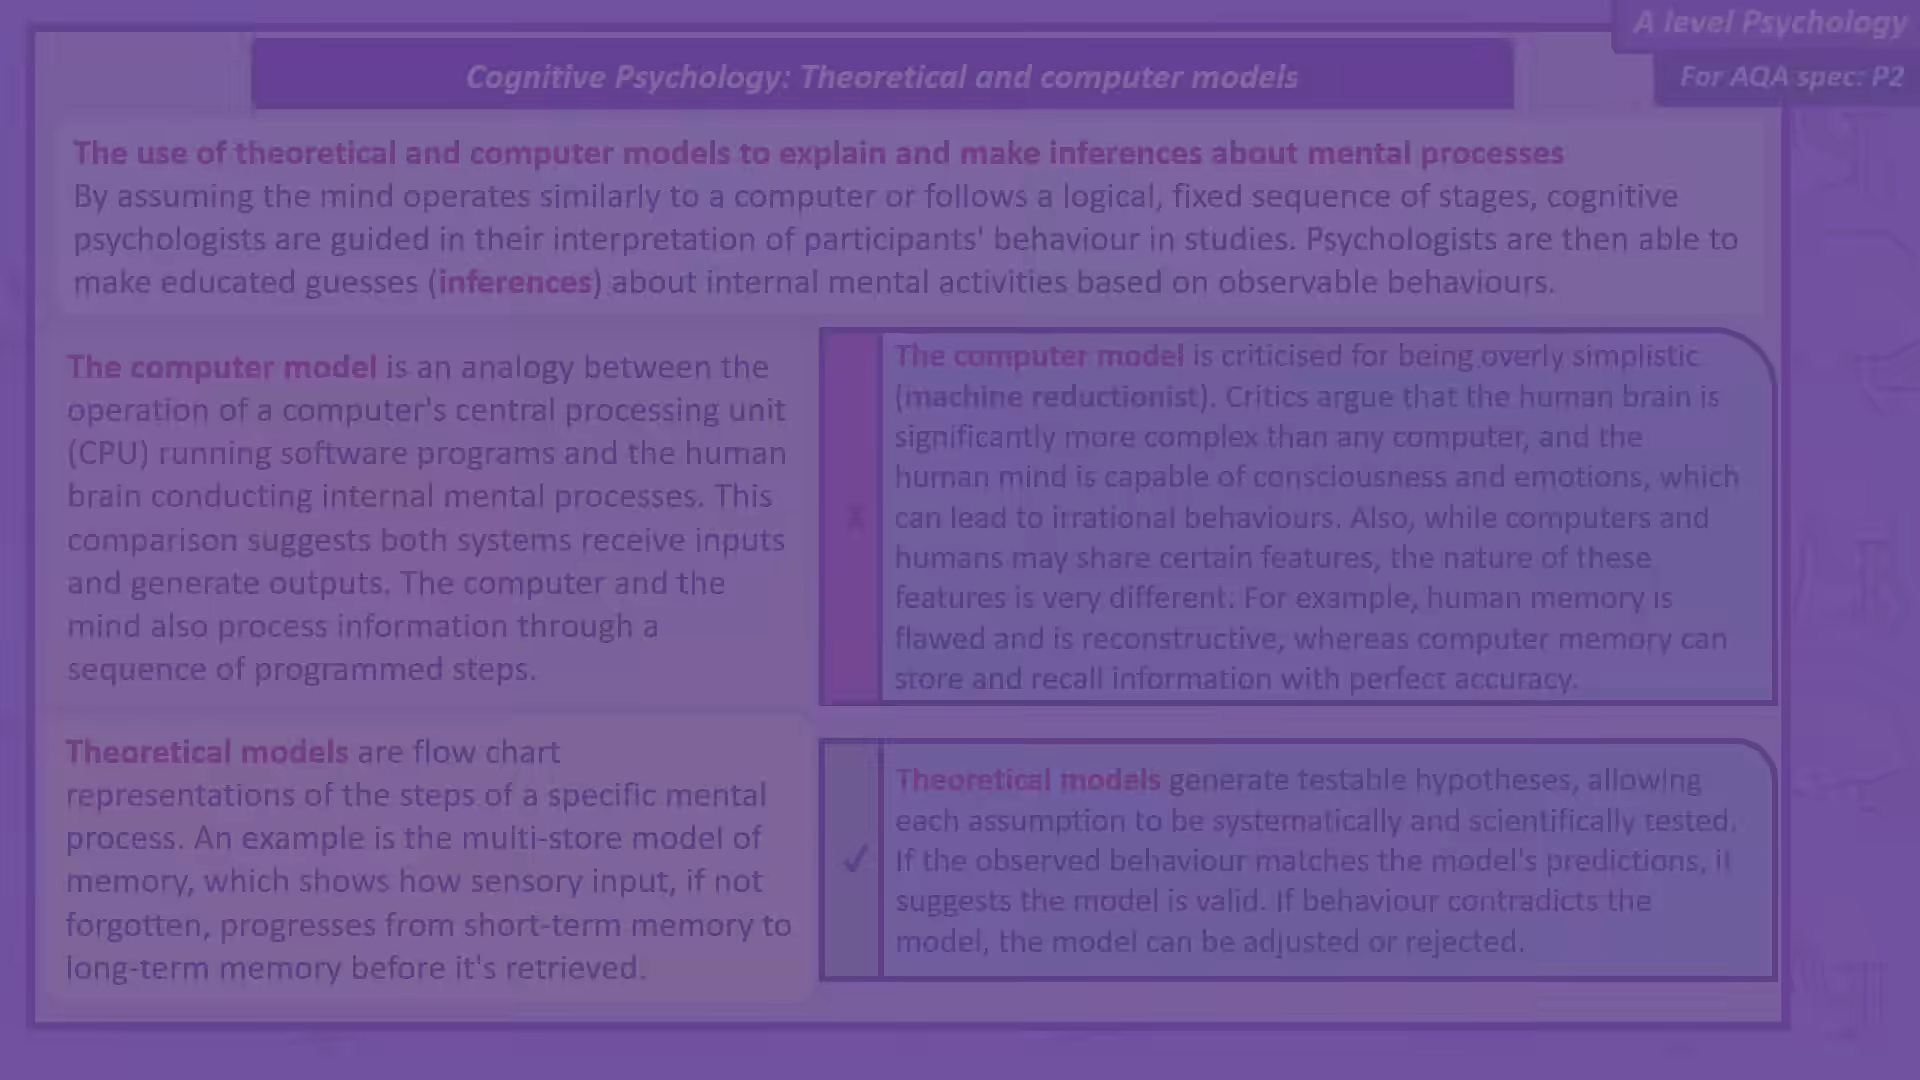 A level Psychology
For AQA spec: P2
Cognitive Psychology: Theoretical and computer models
The use of theoretical and computer models to explain and make inferences about mental processes
By assuming the mind operates similarly to a computer or follows a logical, fixed sequence of stages, cognitive
psychologists are guided in their interpretation of participants' behaviour in studies. Psychologists are then able to
make educated guesses (inferences) about internal mental activities based on observable behaviours.
The computer model is an analogy between the
operation of a computer's central processing unit
(CPU) running software programs and the human
brain conducting internal mental processes. This
comparison suggests both systems receive inputs
and generate outputs. The computer and the
mind also process information through a
sequence of programmed steps.
The computer model is criticised for being overly simplistic
(machine reductionist). Critics argue that the human brain is
significantly more complex than any computer, and the
human mind is capable of consciousness and emotions, which
can lead to irrational behaviours. Also, while computers and
humans may share certain features, the nature of these
features is very different. For example, human memory is
flawed and is reconstructive, whereas computer memory can
store and recall information with perfect accuracy.
Theoretical models are flow chart
representations of the steps of a specific mental
process. An example is the multi-store model of
memory, which shows how sensory input, if not
forgotten, progresses from short-term memory to
long-term memory before it's retrieved.
Theoretical models generate testable hypotheses, allowing
each assumption to be systematically and scientifically tested.
If the observed behaviour matches the model's predictions, it
suggests the model is valid. If behaviour contradicts the
model, the model can be adjusted or rejected.